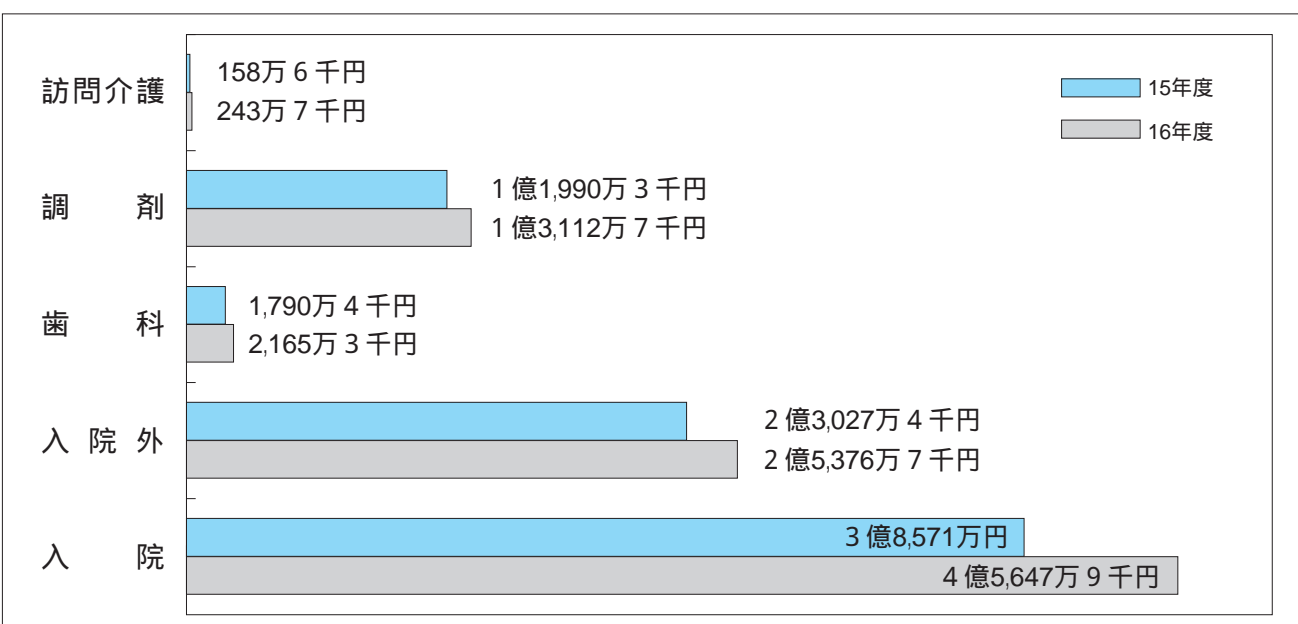 訪問介護
158万6千円
243万7千円
15年度
16年度
調剤
1億1,990万3千円
1億3,112万7千円
歯科
1,790万4千円
2,165万3千円
入院外
2億3,027万4千円
2億5,376万7千円
入院
3億8,571万円
4億5,647万9千円